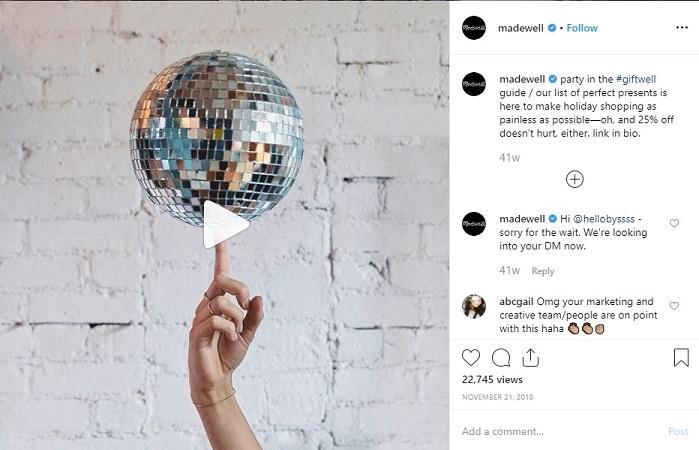 madewell • Follow
madewell party in the #giftwell
guide / our list of perfect presents is
here to make holiday shopping as
painless as possible—oh, and 25% off
doesn't hurt, either. link in bio.
41w
madewell Hi @hellobyssss -
sorry for the wait. We're looking
into your DM now.
41w Reply
abcgail Omg your marketing and
creative team/people are on point
with this haha 👏🏽👏🏽👊🏽
22,745 views
NOVEMBER 21, 2018
Add a comment... Post